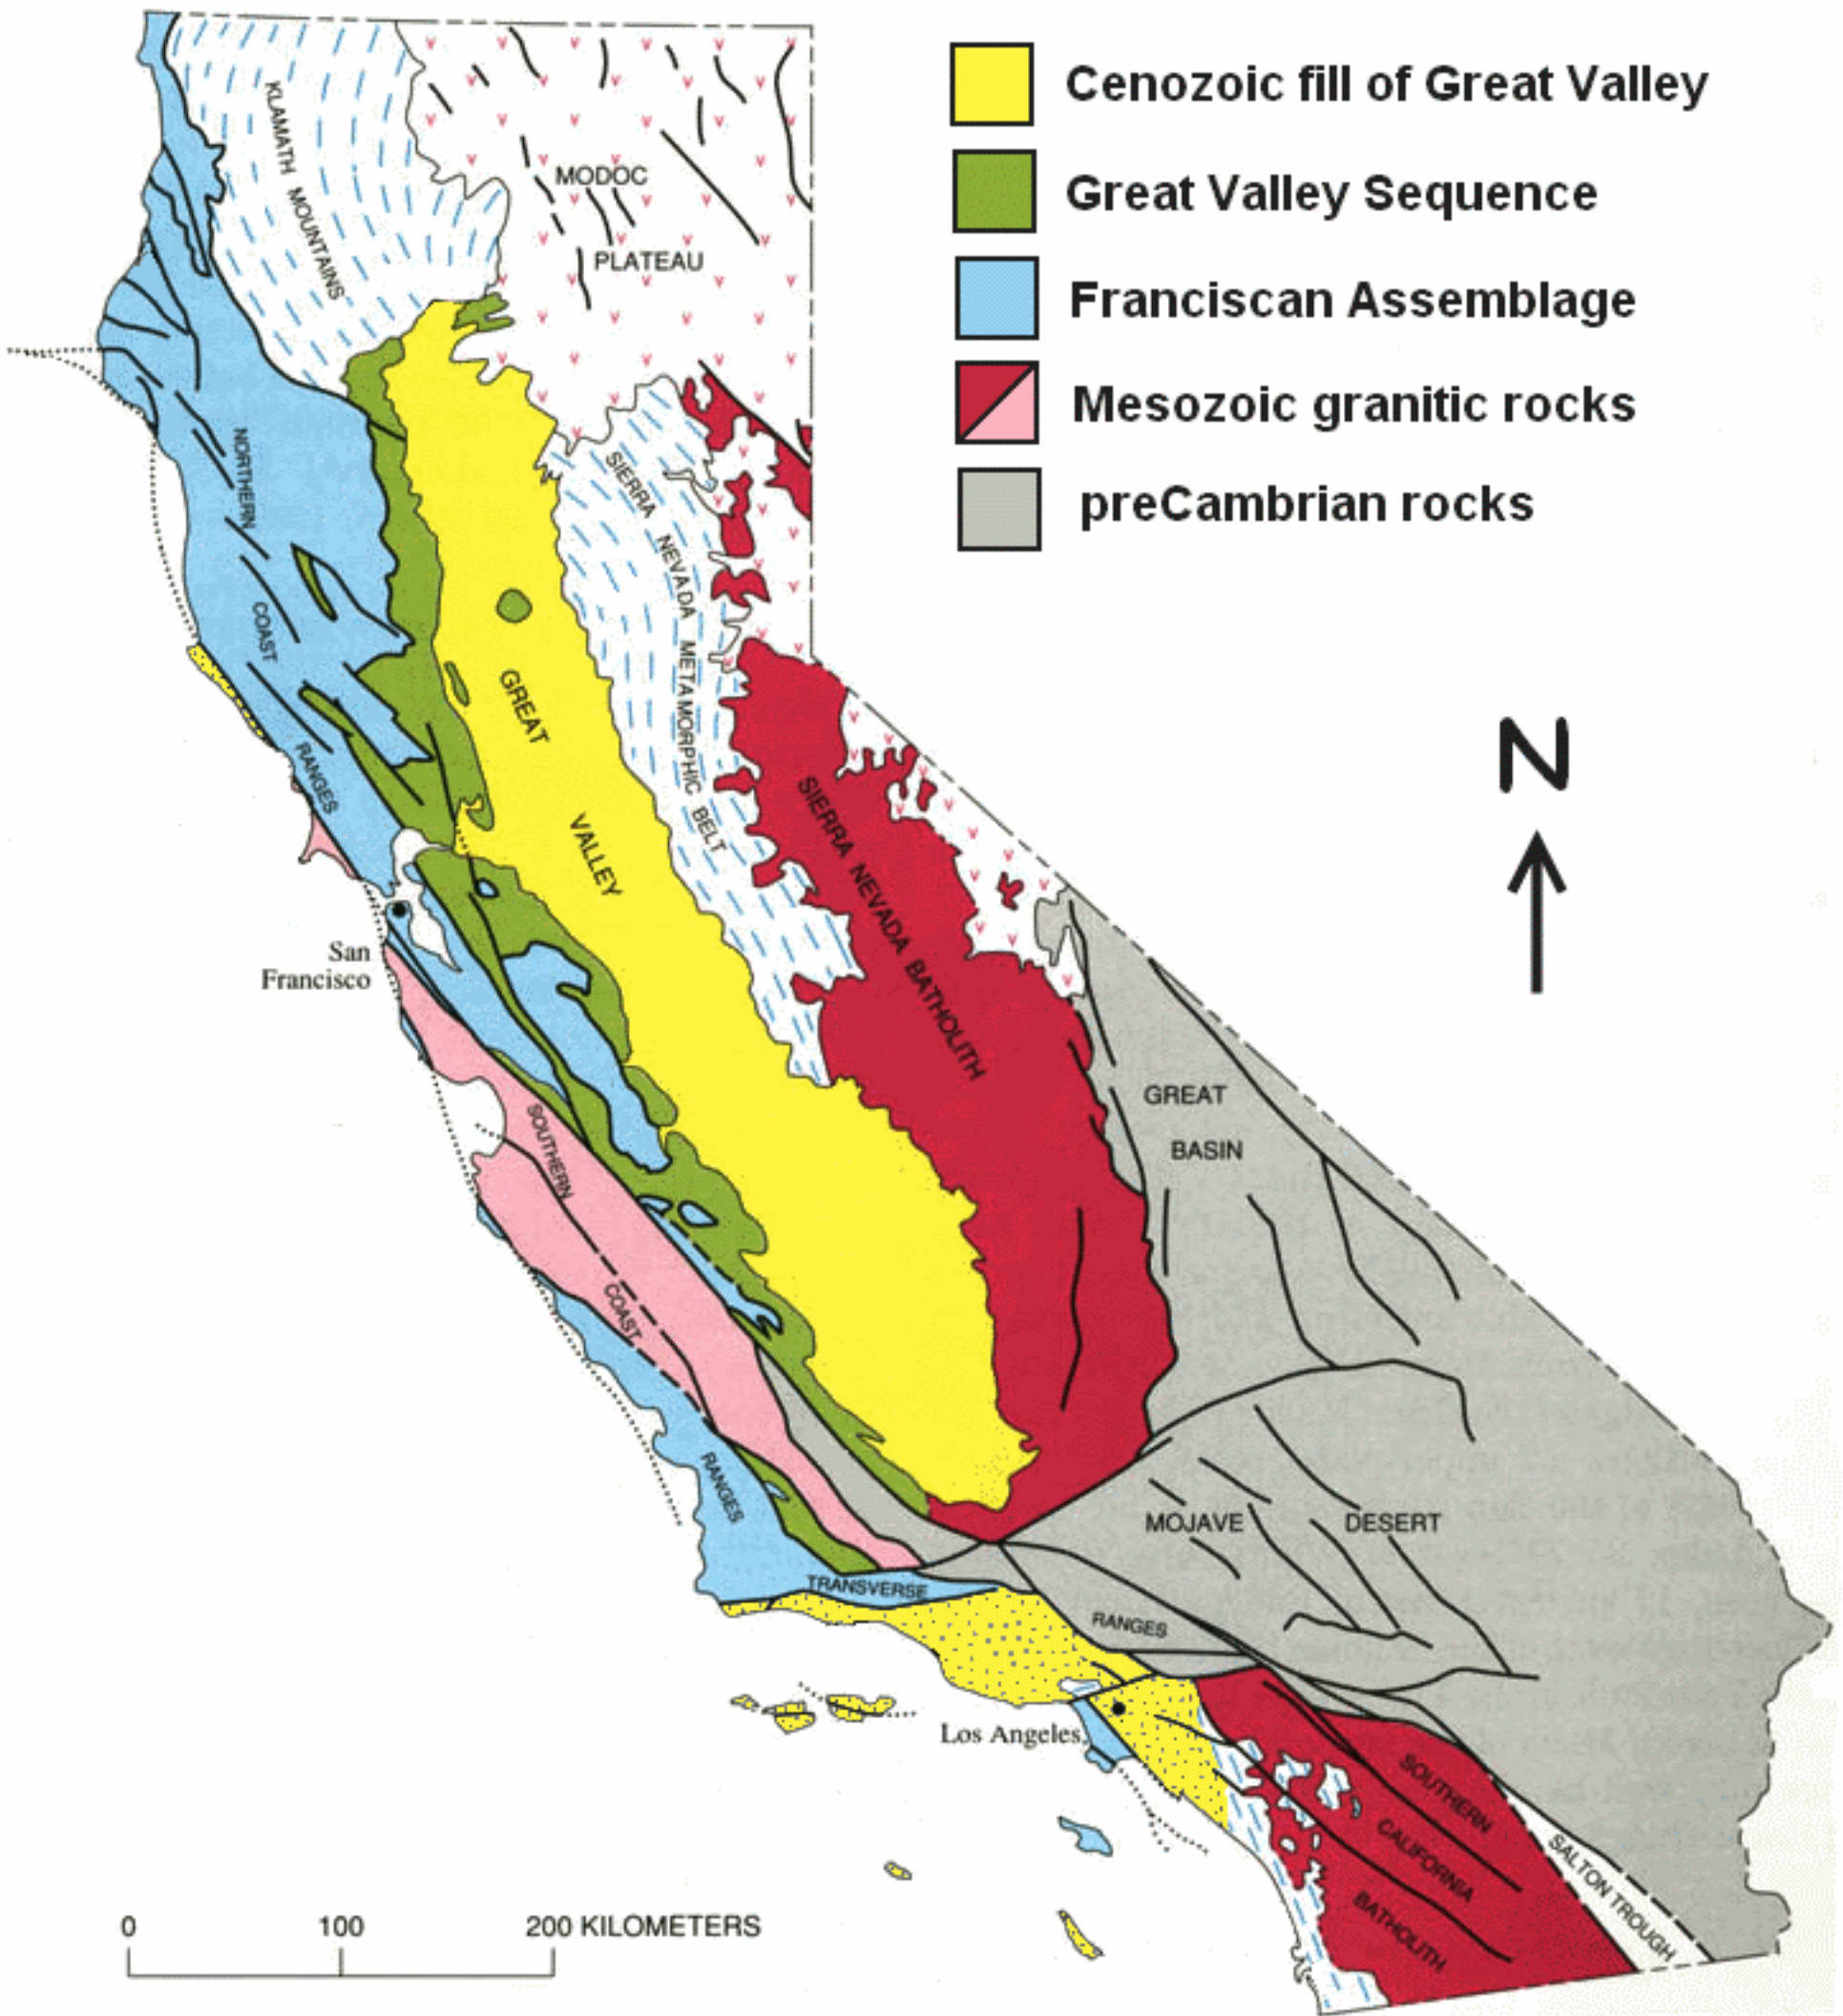 Cenozoic fill of Great Valley
Great Valley Sequence
Franciscan Assemblage
Mesozoic granitic rocks
preCambrian rocks
N
KLAMATH MOUNTAINS
MODOC
PLATEAU
NORTHERN
COAST
RANGES
SIERRA NEVADA METAMORPHIC BELT
GREAT
VALLEY
SIERRA NEVADA BATHOLITH
San
Francisco
GREAT
BASIN
SOUTHERN
COAST
RANGES
MOJAVE DESERT
TRANSVERSE
RANGES
Los Angeles
SOUTHERN
CALIFORNIA
BATHOLITH
SALTON TROUGH
0 100 200 KILOMETERS